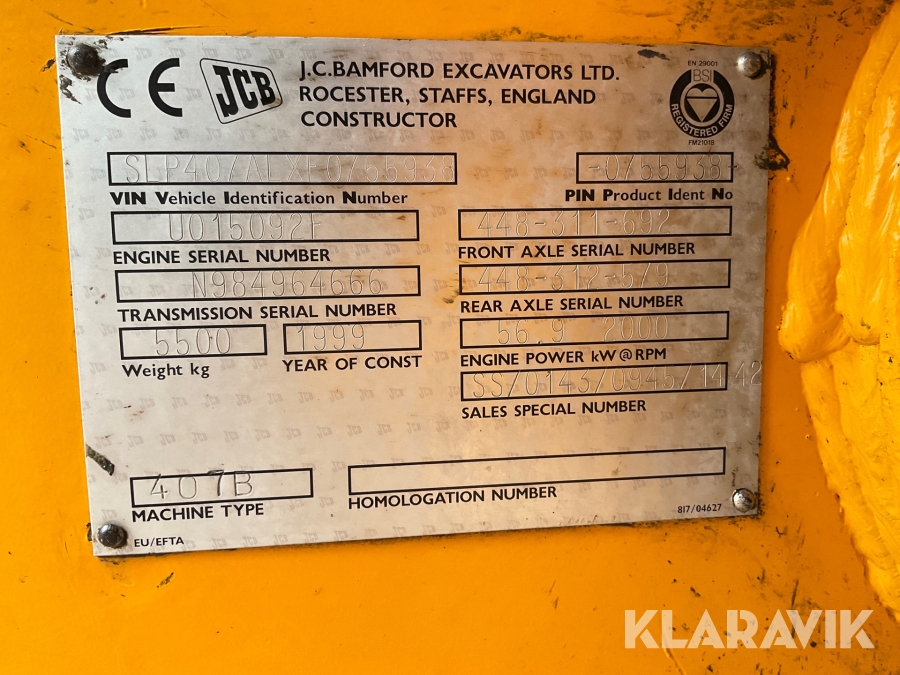 CE JCB J.C.BAMFORD EXCAVATORS LTD.
ROCESTER, STAFFS, ENGLAND
CONSTRUCTOR
EN 29001
BSI
REGISTERED FIRM
FM21018
VIN Vehicle Identification Number
-0755938-
PIN Product Ident No
U015092F
ENGINE SERIAL NUMBER
448-311-692
FRONT AXLE SERIAL NUMBER
N984964666
TRANSMISSION SERIAL NUMBER
448-312-579
REAR AXLE SERIAL NUMBER
5500
Weight kg
1999
YEAR OF CONST
56.9 2000
ENGINE POWER kW @ RPM
SS/0143/0945/1442
SALES SPECIAL NUMBER
407B
MACHINE TYPE
HOMOLOGATION NUMBER
EU/EFTA
817/04627
KLARAVIK